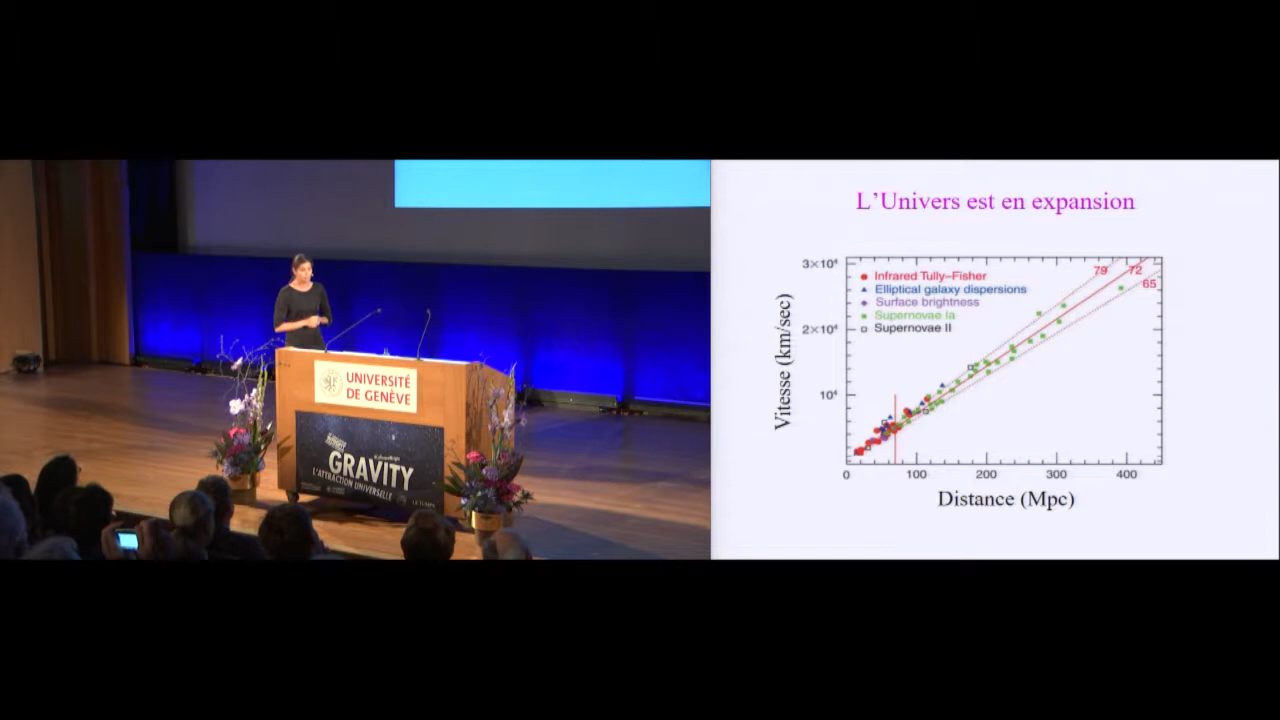 UNIVERSITÉ
DE GENÈVE
GRAVITY
L'ATTRACTION UNIVERSELLE
LE TEMPS
L'Univers est en expansion
3×10⁴
2×10⁴
10⁴
Infrared Tully–Fisher
Elliptical galaxy dispersions
Surface brightness
Supernovae Ia
Supernovae II
79
72
65
Vitesse (km/sec)
0
100
200
300
400
Distance (Mpc)